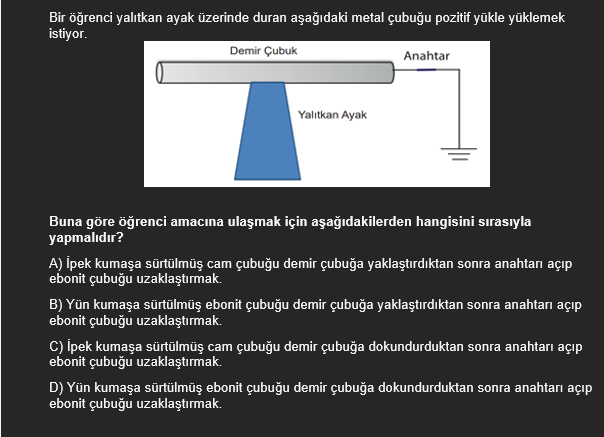 Bir öğrenci yalıtkan ayak üzerinde duran aşağıdaki metal çubuğu pozitif yükle yüklemek
istiyor.
Demir Çubuk
Anahtar
Yalıtkan Ayak
Buna göre öğrenci amacına ulaşmak için aşağıdakilerden hangisini sırasıyla
yapmalıdır?
A) İpek kumaşa sürtülmüş cam çubuğu demir çubuğa yaklaştırdıktan sonra anahtarı açıp
ebonit çubuğu uzaklaştırmak.
B) Yün kumaşa sürtülmüş ebonit çubuğu demir çubuğa yaklaştırdıktan sonra anahtarı açıp
ebonit çubuğu uzaklaştırmak.
C) İpek kumaşa sürtülmüş cam çubuğu demir çubuğa dokundurduktan sonra anahtarı açıp
ebonit çubuğu uzaklaştırmak.
D) Yün kumaşa sürtülmüş ebonit çubuğu demir çubuğa dokundurduktan sonra anahtarı açıp
ebonit çubuğu uzaklaştırmak.